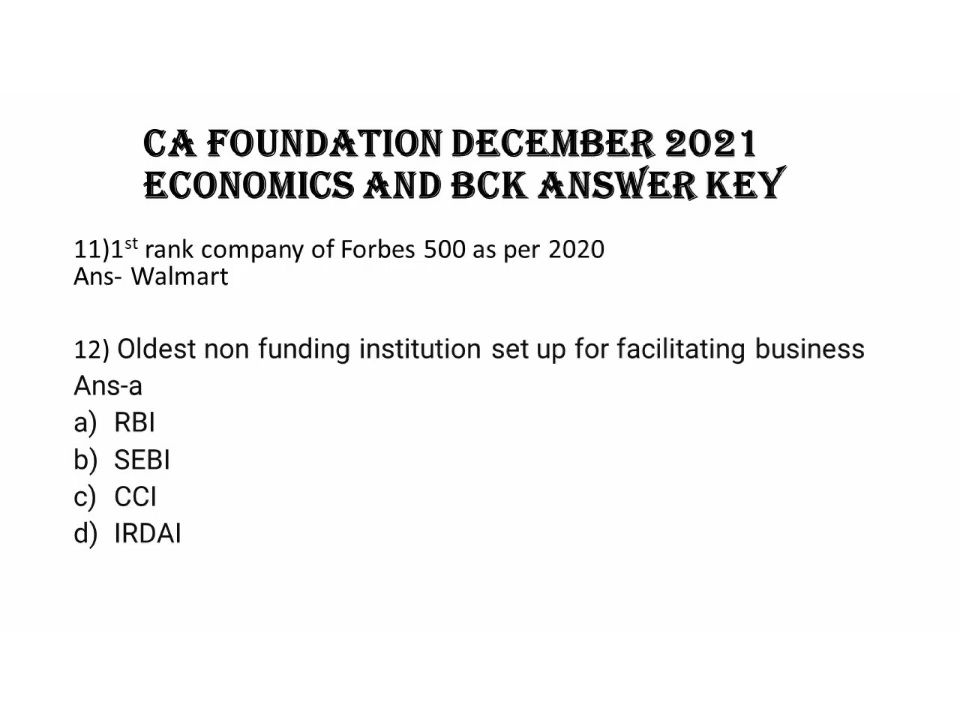 CA FOUNDATION DECEMBER 2021
ECONOMICS AND BCK ANSWER KEY
11)1st rank company of Forbes 500 as per 2020
Ans- Walmart
12) Oldest non funding institution set up for facilitating business
Ans-a
a) RBI
b) SEBI
c) CCI
d) IRDAI